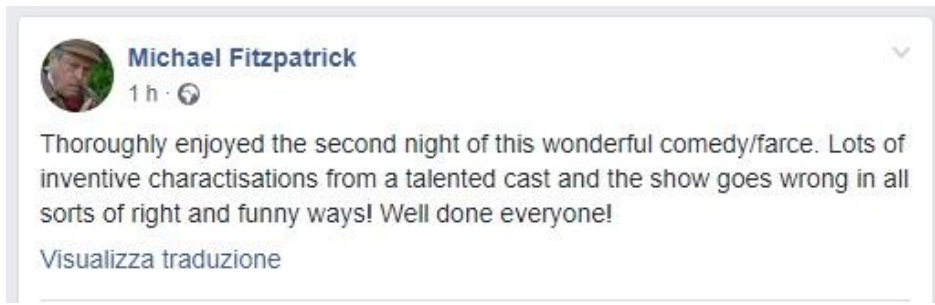 Michael Fitzpatrick
1 h ·
Thoroughly enjoyed the second night of this wonderful comedy/farce. Lots of
inventive charactisations from a talented cast and the show goes wrong in all
sorts of right and funny ways! Well done everyone!
Visualizza traduzione